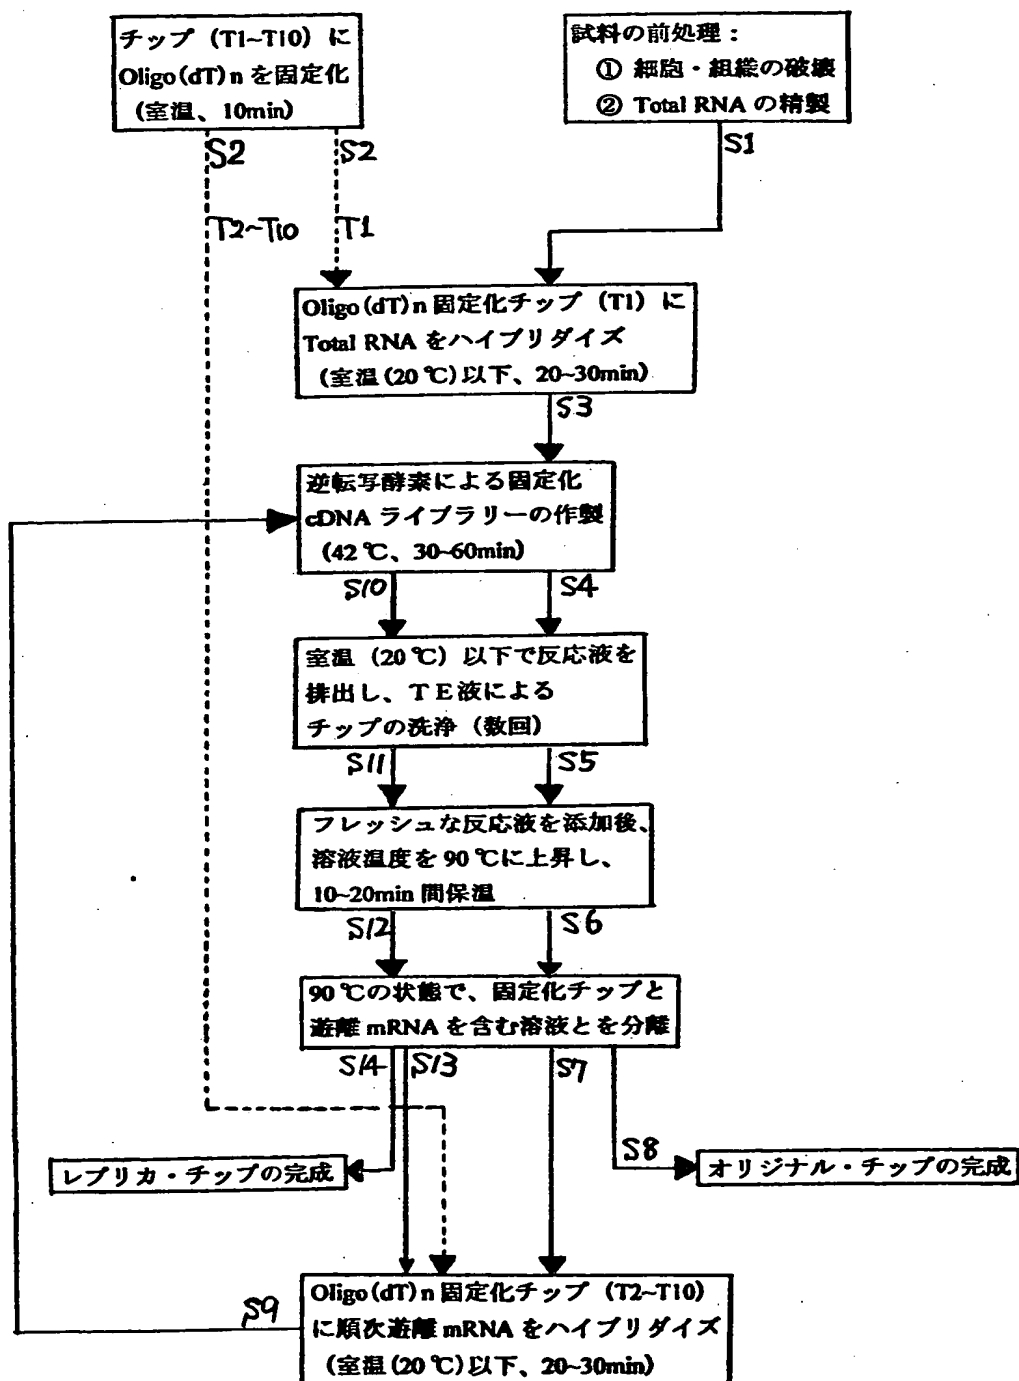 チップ (T1~T10) に
Oligo(dT)n を固定化
(室温、10min)
試料の前処理：
① 細胞・組織の破壊
② Total RNA の精製
S2
S2
S1
T2~T10
T1
Oligo(dT)n 固定化チップ (T1) に
Total RNA をハイブリダイズ
(室温(20 ℃)以下、20~30min)
S3
逆転写酵素による固定化
cDNA ライブラリーの作製
(42 ℃、30~60min)
S10
S4
室温 (20 ℃) 以下で反応液を
排出し、ＴＥ液による
チップの洗浄 (数回)
S11
S5
フレッシュな反応液を添加後、
溶液温度を 90 ℃に上昇し、
10~20min 間保温
S12
S6
90 ℃の状態で、固定化チップと
遊離 mRNA を含む溶液とを分離
S14
S13
S7
S8
レプリカ・チップの完成
オリジナル・チップの完成
S9
Oligo(dT)n 固定化チップ (T2~T10)
に順次遊離 mRNA をハイブリダイズ
(室温(20 ℃)以下、20~30min)